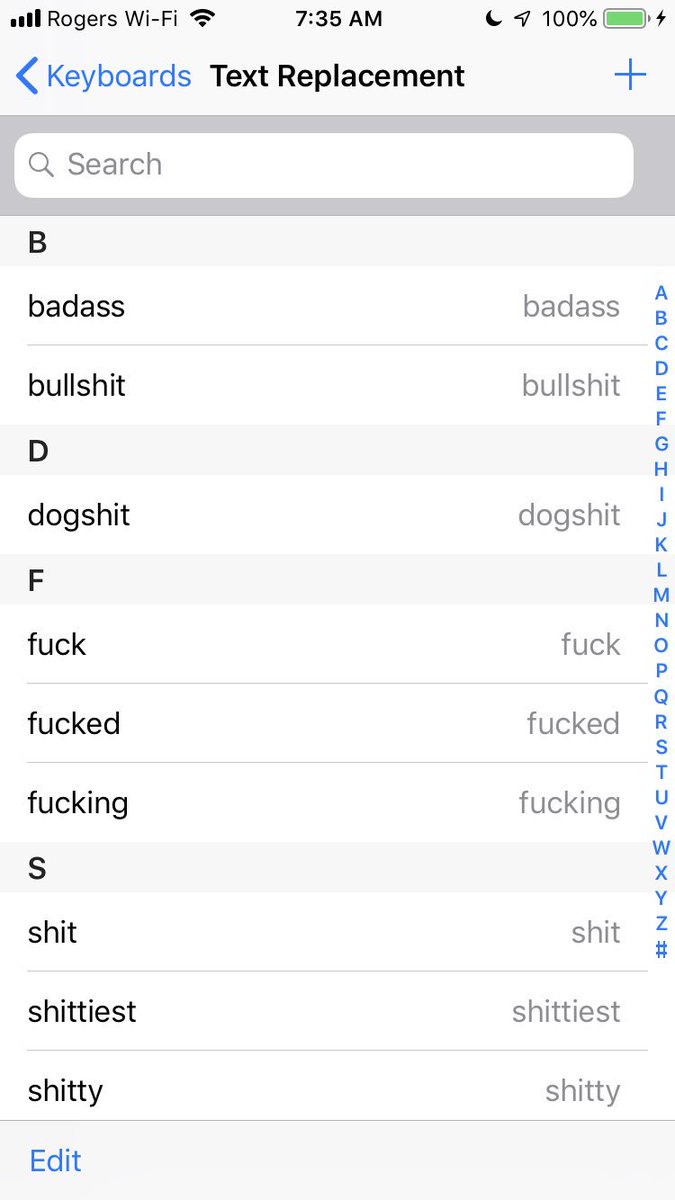 Rogers Wi-Fi 7:35 AM 100%
Keyboards Text Replacement +
Search
B
badass badass
bullshit bullshit
D
dogshit dogshit
F
fuck fuck
fucked fucked
fucking fucking
S
shit shit
shittiest shittiest
shitty shitty
A
B
C
D
E
F
G
H
I
J
K
L
M
N
O
P
Q
R
S
T
U
V
W
X
Y
Z
#
Edit